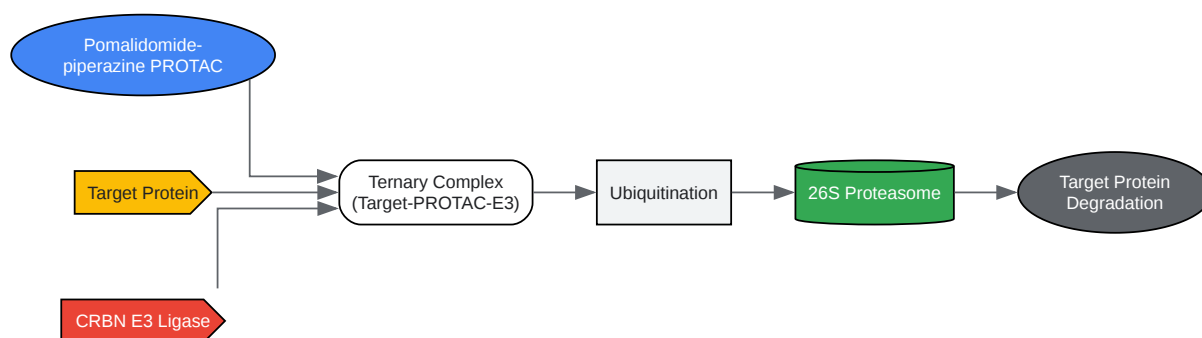 Pomalidomide-
piperazine PROTAC
Target Protein
CRBN E3 Ligase
Ternary Complex
(Target-PROTAC-E3)
Ubiquitination
26S Proteasome
Target Protein
Degradation